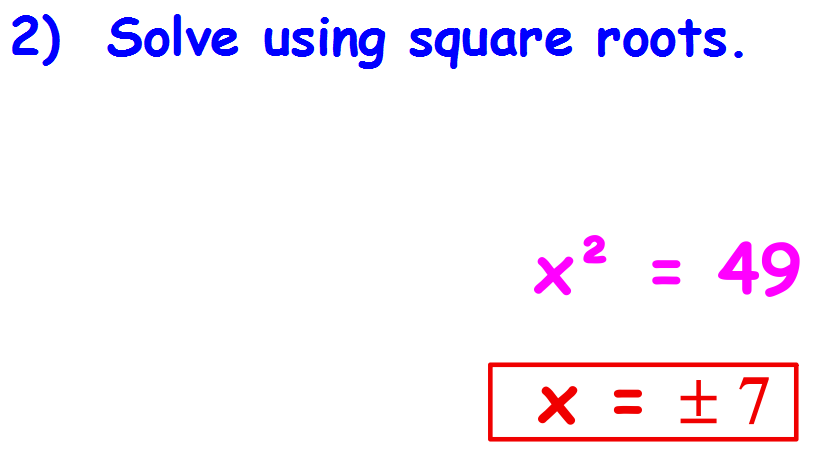 2) Solve using square roots.
x² = 49
x = ± 7